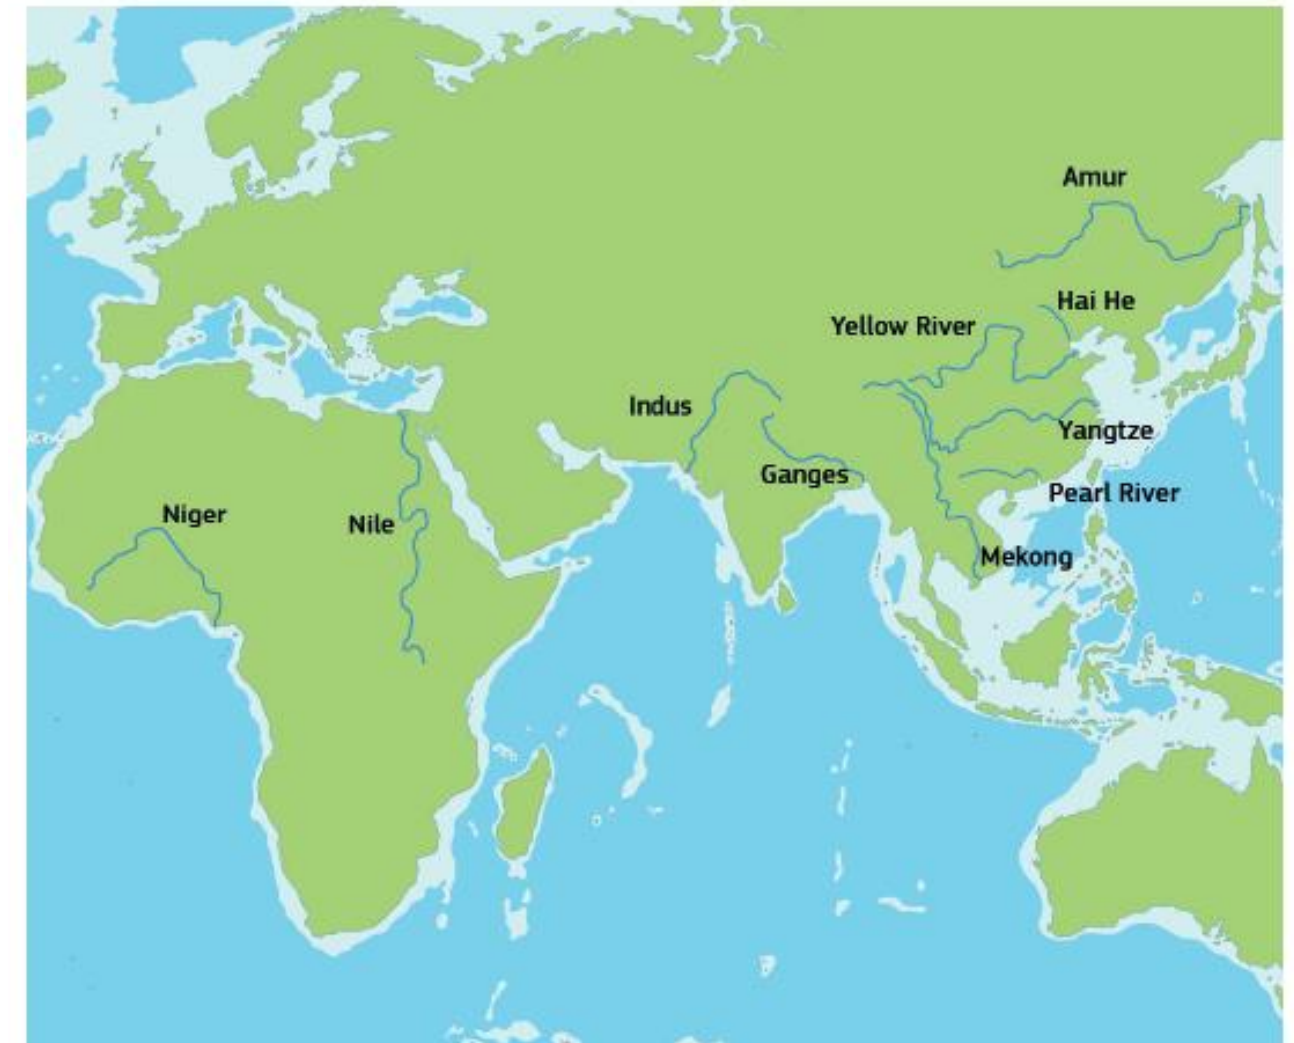 Amur
Hai He
Yellow River
Indus
Yangtze
Ganges
Pearl River
Niger
Nile
Mekong